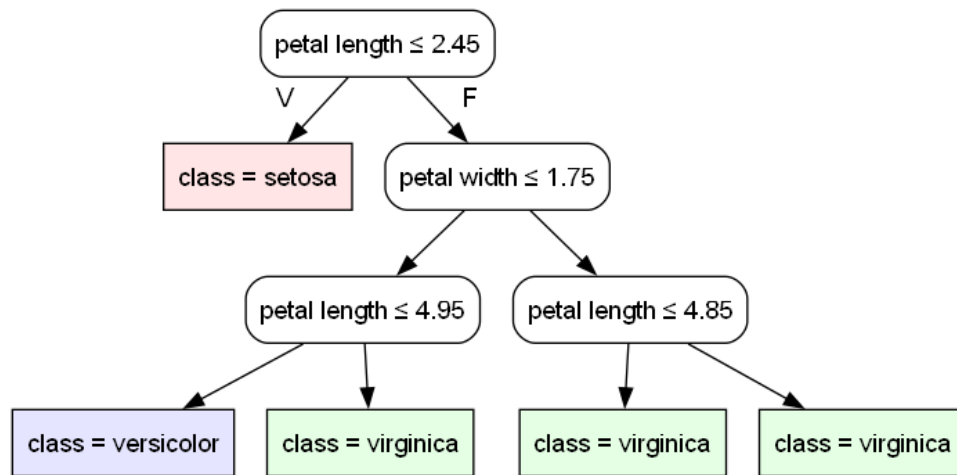 petal length ≤ 2.45
V
F
class = setosa
petal width ≤ 1.75
petal length ≤ 4.95
petal length ≤ 4.85
class = versicolor
class = virginica
class = virginica
class = virginica